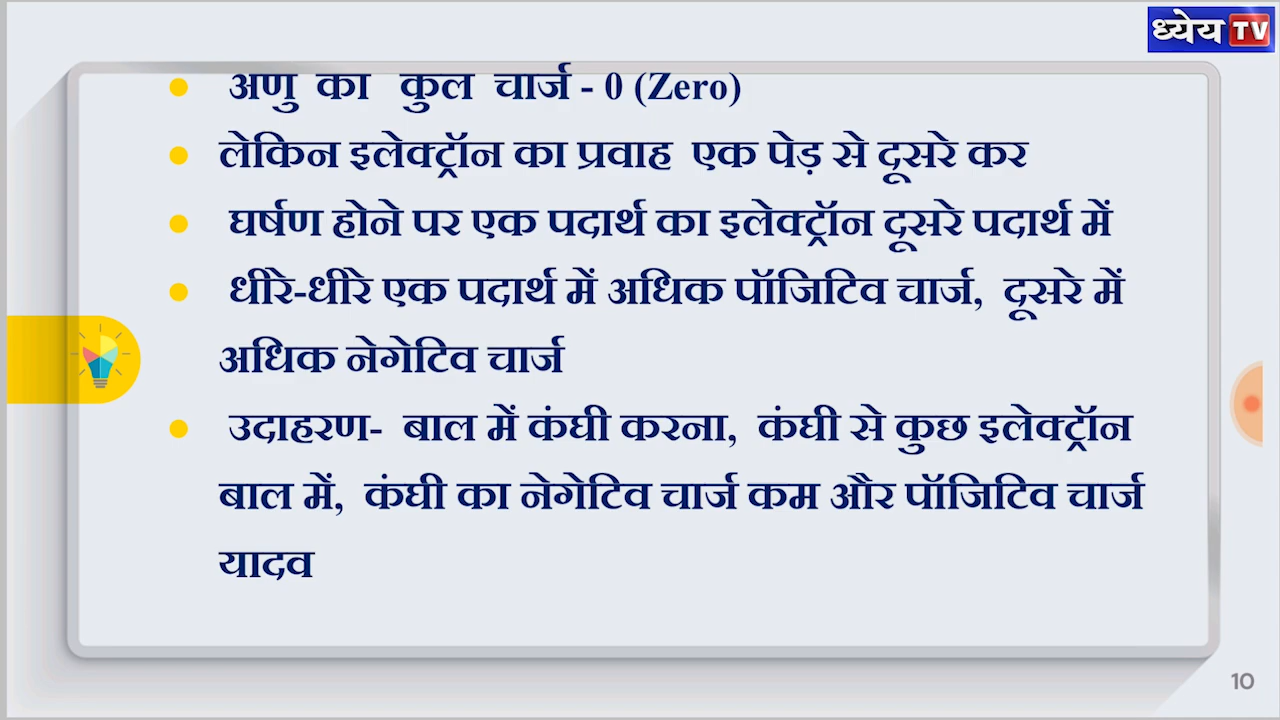 ध्येय TV
अणु का कुल चार्ज - 0 (Zero)
लेकिन इलेक्ट्रॉन का प्रवाह एक पेड़ से दूसरे कर
घर्षण होने पर एक पदार्थ का इलेक्ट्रॉन दूसरे पदार्थ में
धीरे-धीरे एक पदार्थ में अधिक पॉजिटिव चार्ज, दूसरे में
अधिक नेगेटिव चार्ज
उदाहरण- बाल में कंघी करना, कंघी से कुछ इलेक्ट्रॉन
बाल में, कंघी का नेगेटिव चार्ज कम और पॉजिटिव चार्ज
यादव
10